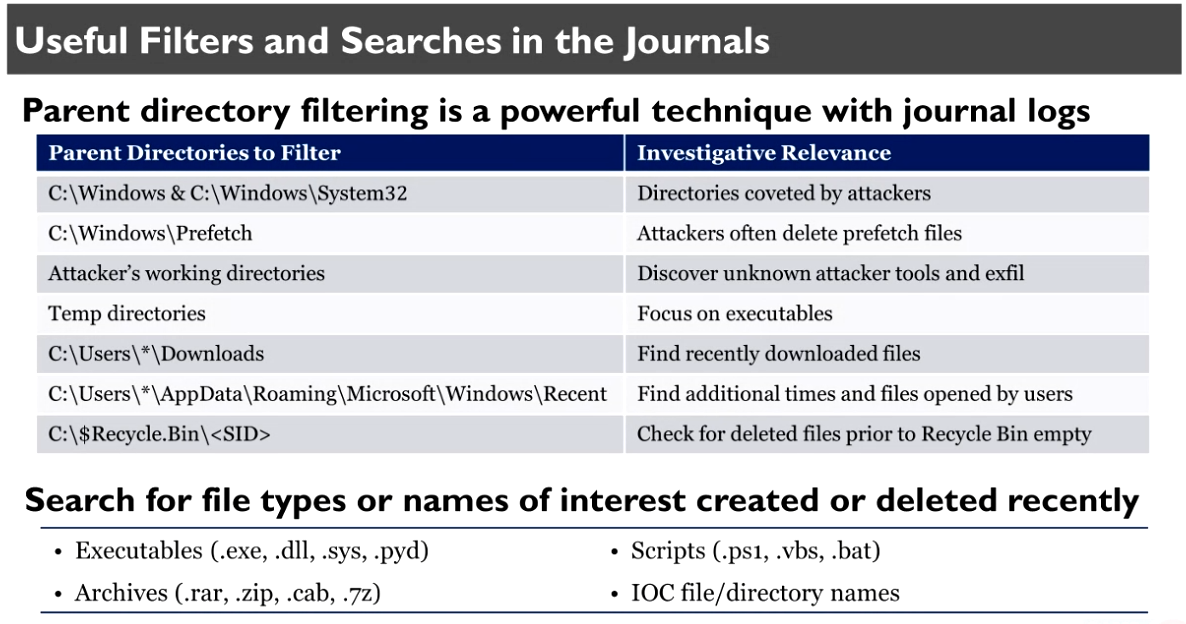 Useful Filters and Searches in the Journals
Parent directory filtering is a powerful technique with journal logs
Parent Directories to Filter Investigative Relevance
C:\Windows & C:\Windows\System32 Directories coveted by attackers
C:\Windows\Prefetch Attackers often delete prefetch files
Attacker’s working directories Discover unknown attacker tools and exfil
Temp directories Focus on executables
C:\Users\*\Downloads Find recently downloaded files
C:\Users\*\AppData\Roaming\Microsoft\Windows\Recent Find additional times and files opened by users
C:\$Recycle.Bin\<SID> Check for deleted files prior to Recycle Bin empty
Search for file types or names of interest created or deleted recently
• Executables (.exe, .dll, .sys, .pyd) • Scripts (.ps1, .vbs, .bat)
• Archives (.rar, .zip, .cab, .7z) • IOC file/directory names